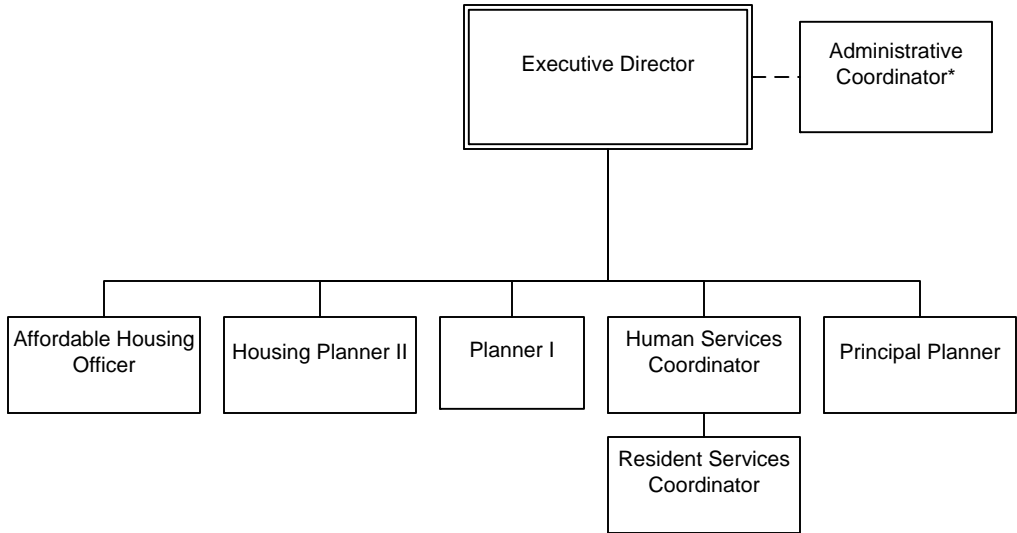 Executive Director
Administrative
Coordinator*
Affordable Housing
Officer
Housing Planner II
Planner I
Human Services
Coordinator
Principal Planner
Resident Services
Coordinator